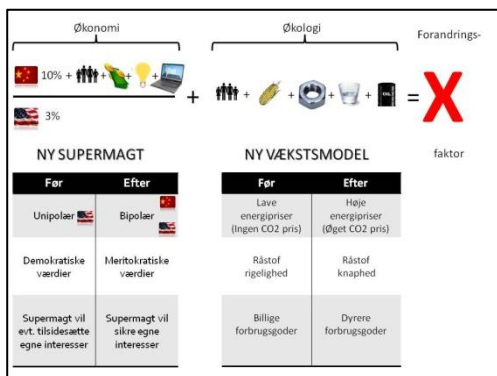 Økonomi
Økologi
Forandrings-
10% + + + +
+
+ + + +
OIL
= X
3%
faktor
NY SUPERMAGT
Før Efter
Unipolær Bipolær
Demokratiske Meritokratiske
værdier værdier
Supermagt vil Supermagt vil
evt. tilsidesætte sikre egne
egne interesser interesser
NY VÆKSTSMODEL
Før Efter
Lave Høje
energipriser energipriser
(Ingen CO2 pris) (Øget CO2 pris)
Råstof Råstof
rigelighed knaphed
Billige Dyrere
forbrugsgoder forbrugsgoder